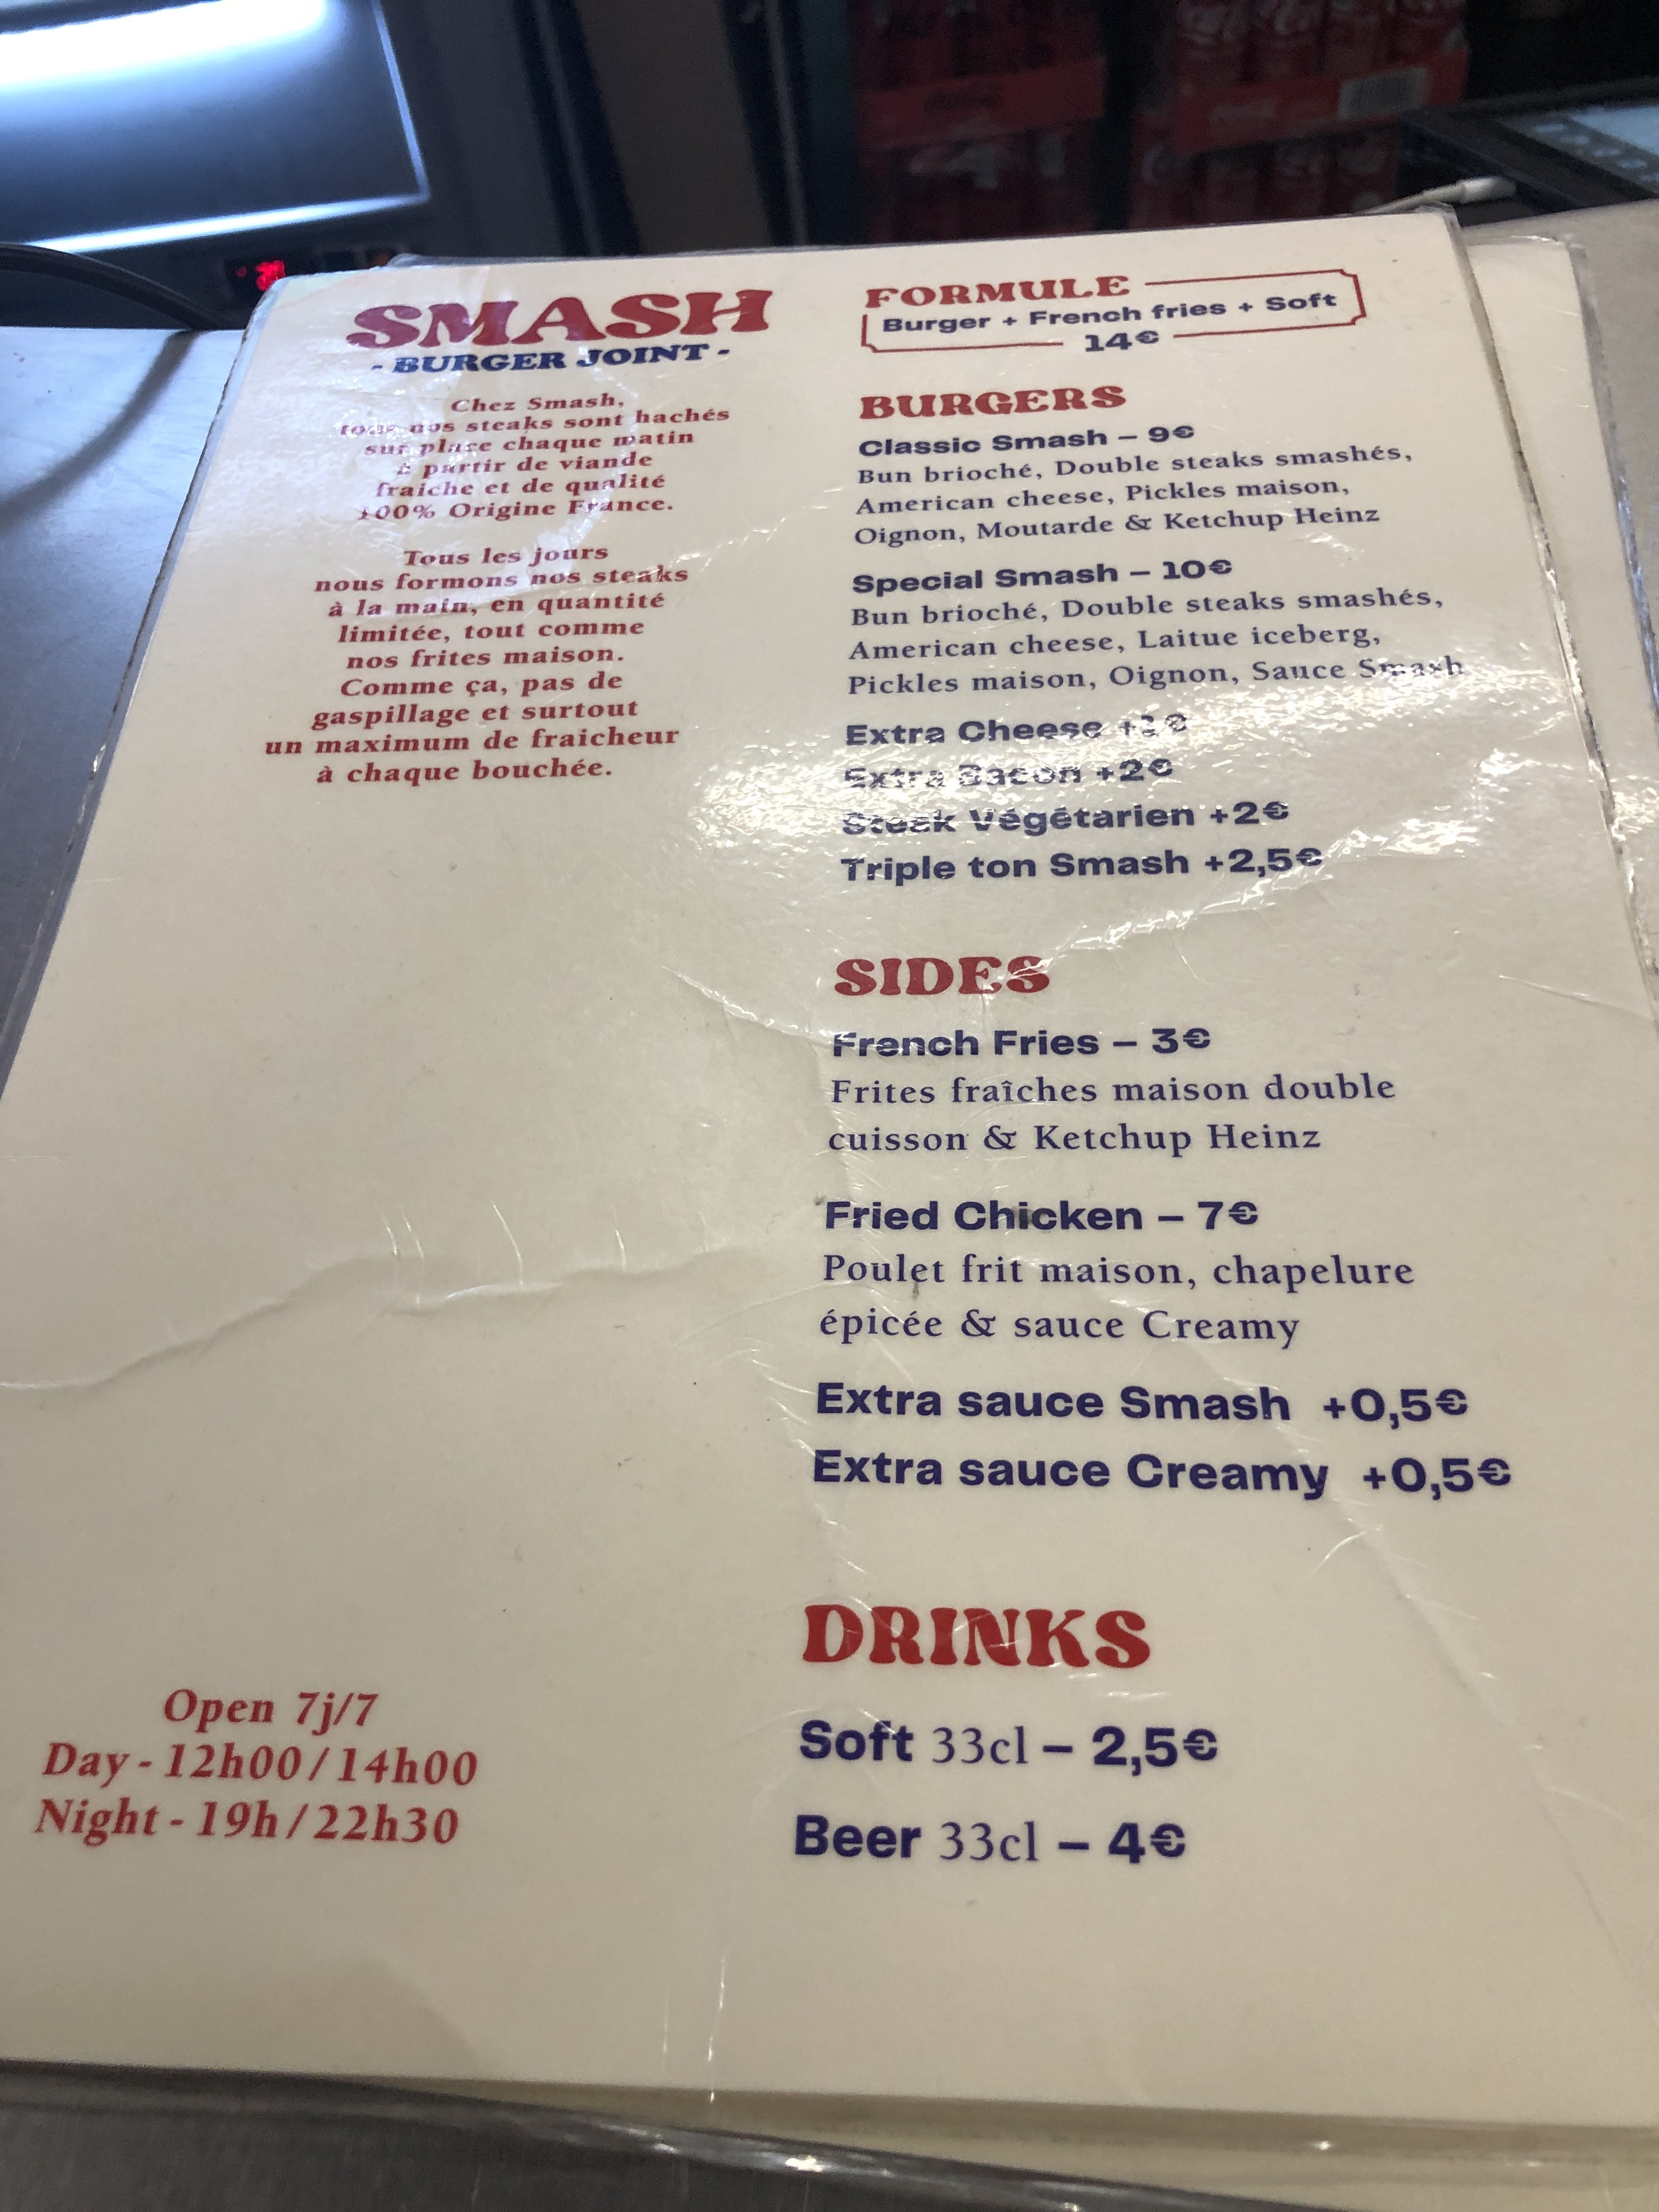 SMASH
- BURGER JOINT -
Chez Smash,
tous nos steaks sont hachés
sur place chaque matin
à partir de viande
fraiche et de qualité
100% Origine France.
Tous les jours
nous formons nos steaks
à la main, en quantité
limitée, tout comme
nos frites maison.
Comme ça, pas de
gaspillage et surtout
un maximum de fraicheur
à chaque bouchée.
Open 7j/7
Day - 12h00 / 14h00
Night - 19h / 22h30
FORMULE
Burger + French fries + Soft
14€
BURGERS
Classic Smash – 9€
Bun brioché, Double steaks smashés,
American cheese, Pickles maison,
Oignon, Moutarde & Ketchup Heinz
Special Smash – 10€
Bun brioché, Double steaks smashés,
American cheese, Laitue iceberg,
Pickles maison, Oignon, Sauce Smash
Extra Cheese
Extra Bacon +2€
Steak Végétarien +2€
Triple ton Smash +2,5€
SIDES
French Fries – 3€
Frites fraîches maison double
cuisson & Ketchup Heinz
Fried Chicken – 7€
Poulet frit maison, chapelure
épicée & sauce Creamy
Extra sauce Smash +0,5€
Extra sauce Creamy +0,5€
DRINKS
Soft 33cl – 2,5€
Beer 33cl – 4€